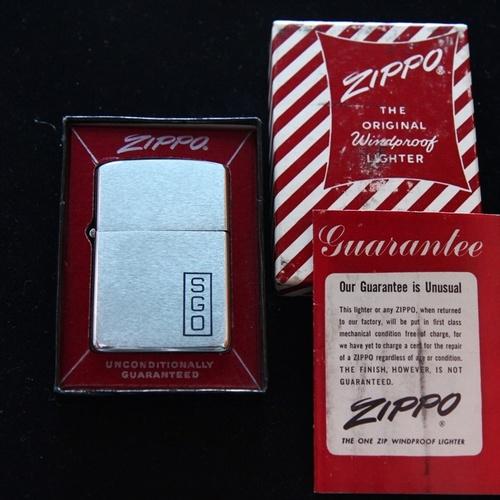 ZIPPO.
S
G
O
UNCONDITIONALLY
GUARANTEED
ZIPPO®
THE
ORIGINAL
Windproof
LIGHTER
Guarantee
Our Guarantee is Unusual
This lighter or any ZIPPO, when returned
to our factory, will be put in first class
mechanical condition free of charge, for
we have yet to charge a cent for the repair
of a ZIPPO regardless of age or condition.
THE FINISH, HOWEVER, IS NOT
GUARANTEED.
ZIPPO®
THE ONE ZIP WINDPROOF LIGHTER